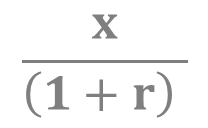 x
(1 + r)